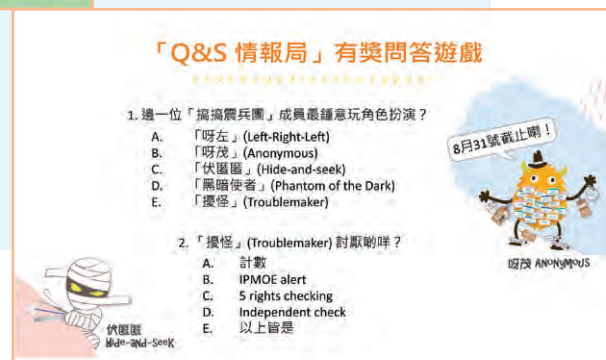 「Q&S 情報局」有獎問答遊戲
1. 邊一位「搞搞震兵團」成員最鍾意玩角色扮演？
A. 「呀左」(Left-Right-Left)
B. 「呀茂」(Anonymous)
C. 「伏匿匿」(Hide-and-seek)
D. 「黑暗使者」(Phantom of the Dark)
E. 「擾怪」(Troublemaker)
8月31號截止喇！
呀茂 ANONYMOUS
2. 「擾怪」(Troublemaker) 討厭啲咩？
A. 計數
B. IPMOE alert
C. 5 rights checking
D. Independent check
E. 以上皆是
伏匿匿
Hide-and-Seek